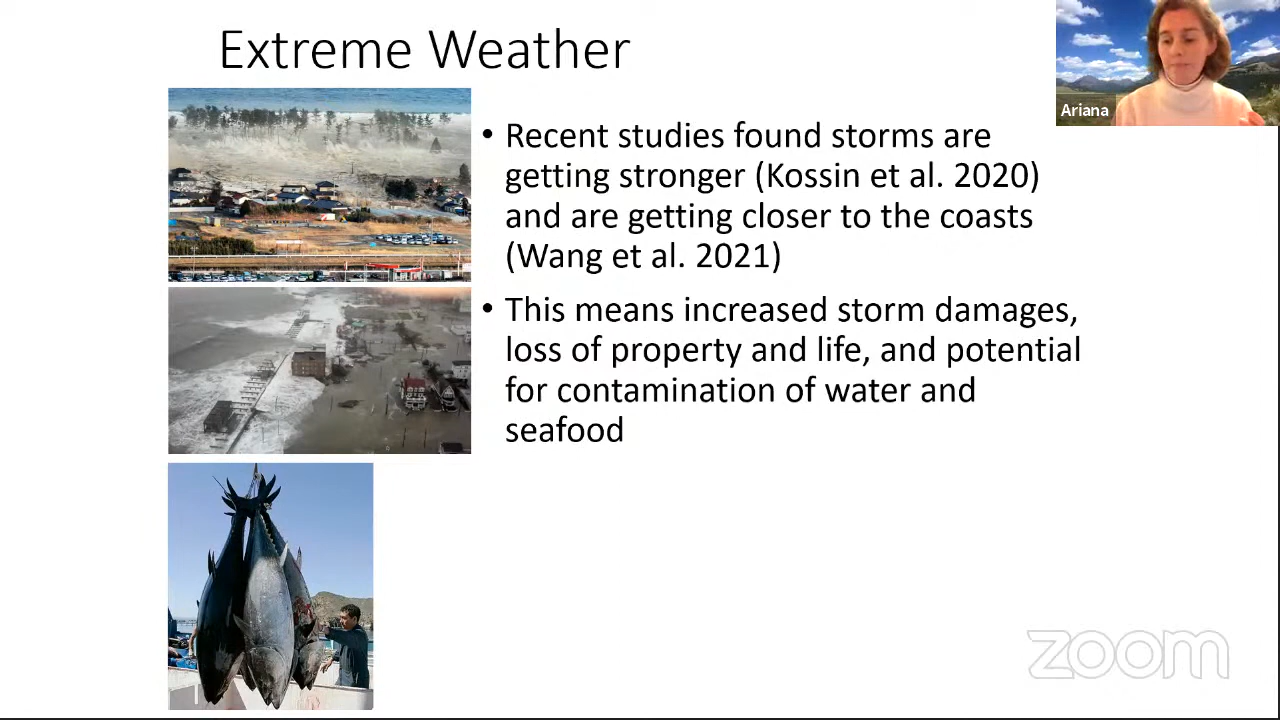 Extreme Weather
Ariana
• Recent studies found storms are
getting stronger (Kossin et al. 2020)
and are getting closer to the coasts
(Wang et al. 2021)
• This means increased storm damages,
loss of property and life, and potential
for contamination of water and
seafood
zoom